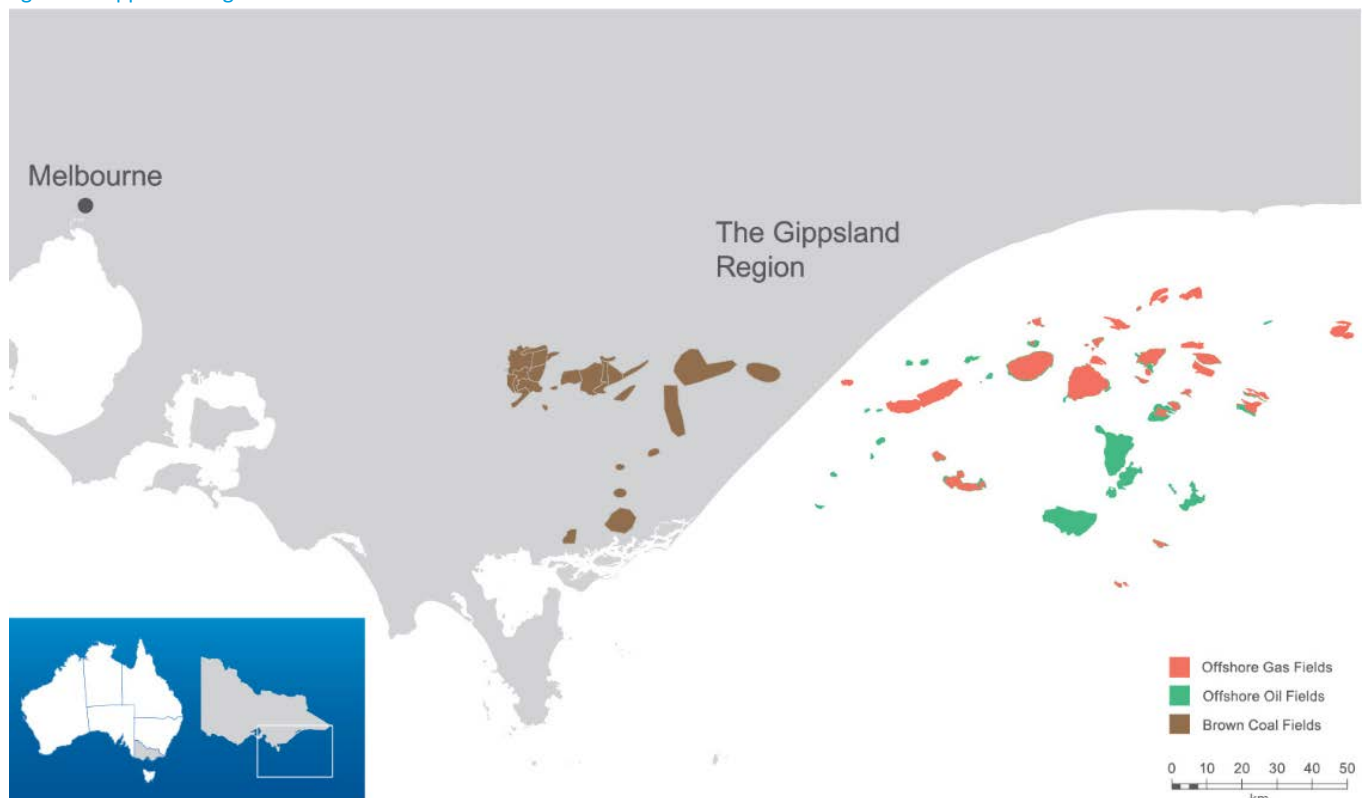 Melbourne
The Gippsland
Region
Offshore Gas Fields
Offshore Oil Fields
Brown Coal Fields
0 10 20 30 40 50
km